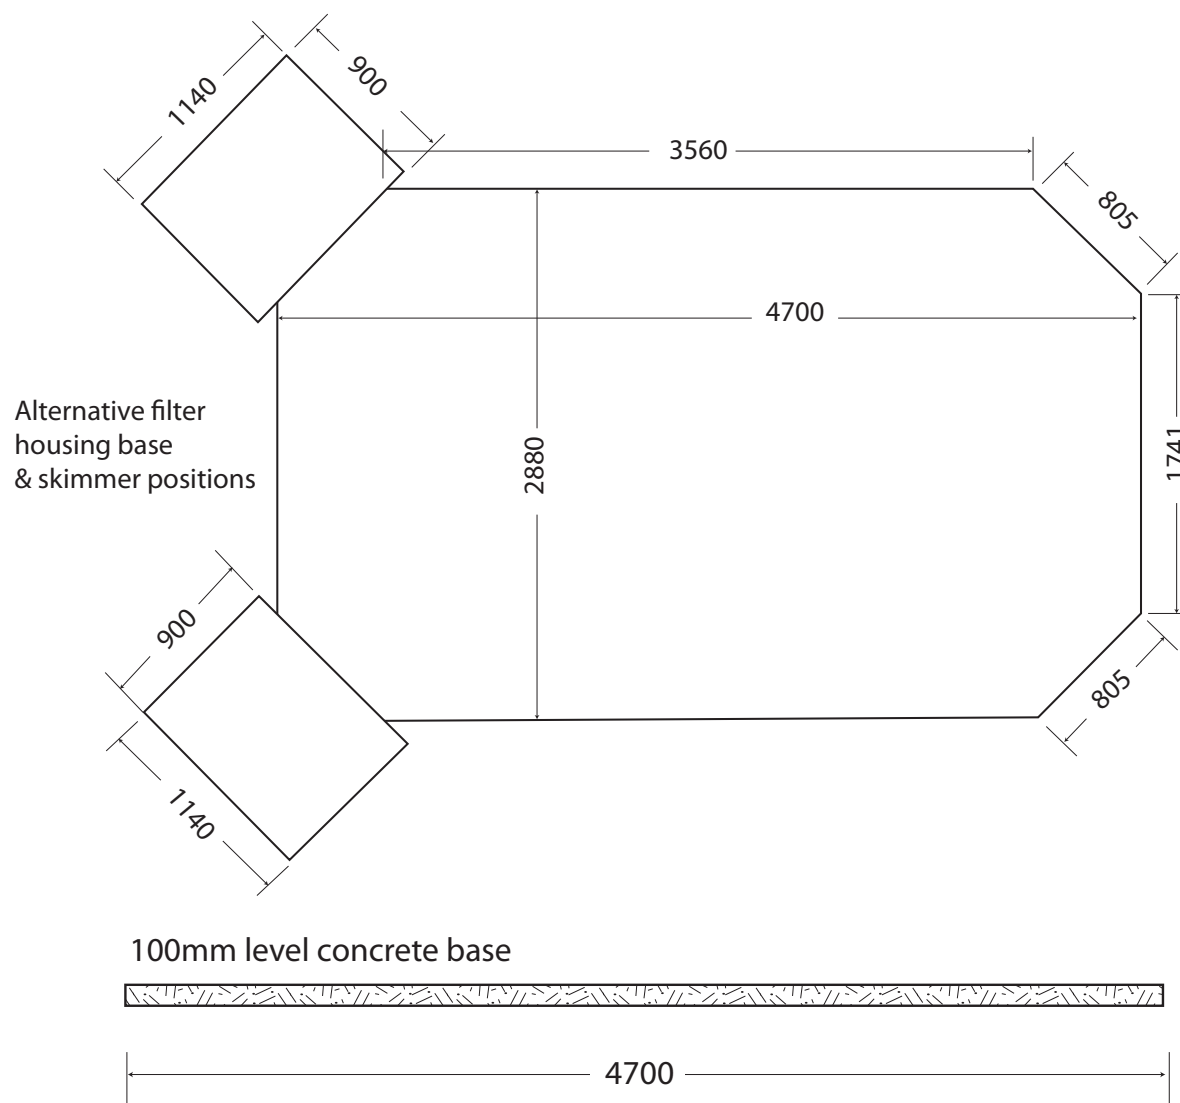 1140
900
3560
805
4700
1741
2880
Alternative filter
housing base
& skimmer positions
900
805
1140
100mm level concrete base
4700